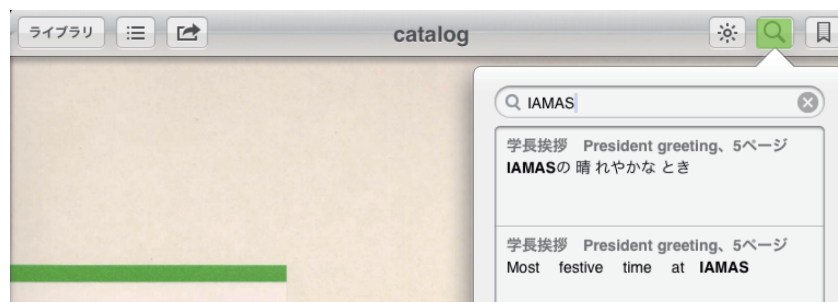 ライブラリ
catalog
IAMAS
学長挨拶 President greeting、5ページ
IAMASの 晴 れやかな とき
学長挨拶 President greeting、5ページ
Most festive time at IAMAS